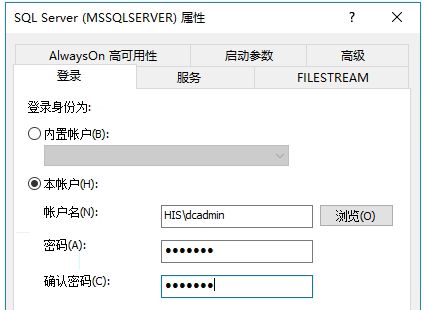 SQL Server (MSSQLSERVER) 属性
?
AlwaysOn 高可用性 启动参数 高级
登录 服务 FILESTREAM
登录身份为:
内置帐户(B):
本帐户(H):
帐户名(N): HIS\dcadmin 浏览(O)
密码(A): •••••••
确认密码(C): •••••••